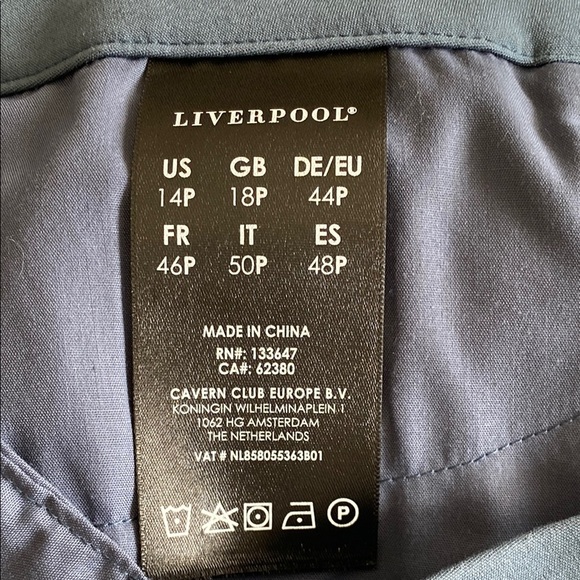 LIVERPOOL®
US GB DE/EU
14P 18P 44P
FR IT ES
46P 50P 48P
MADE IN CHINA
RN#: 133647
CA#: 62380
CAVERN CLUB EUROPE B.V.
KONINGIN WILHELMINAPLEIN 1
1062 HG AMSTERDAM
THE NETHERLANDS
VAT # NL858055363B01
P